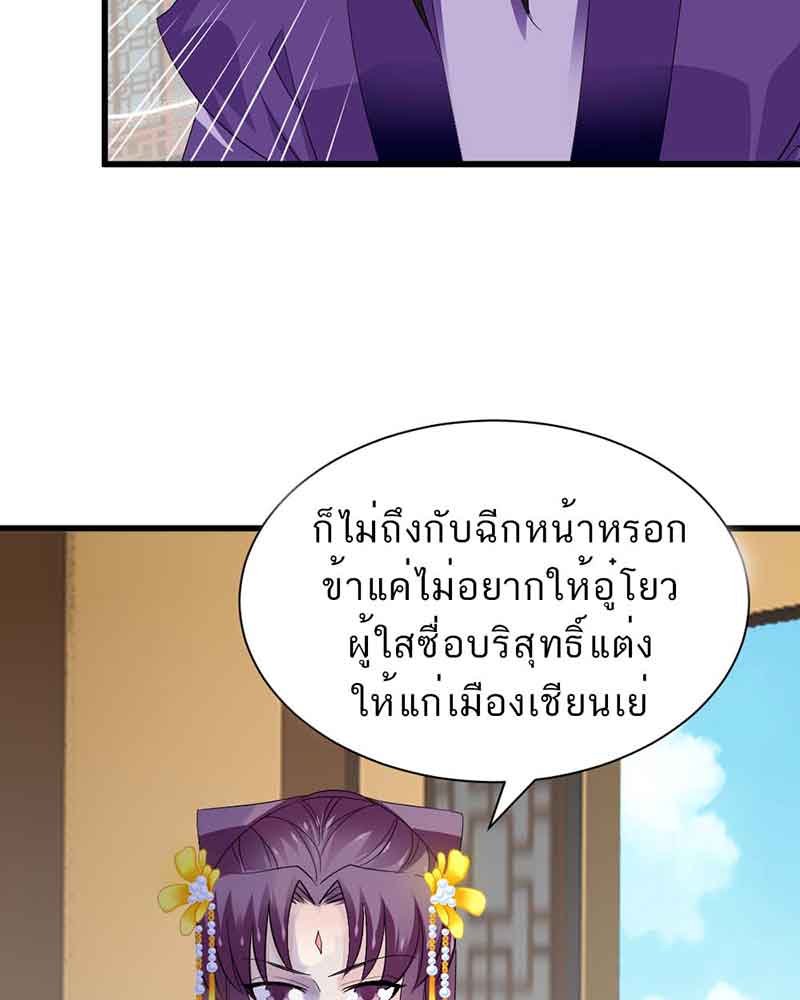 ก็ไม่ถึงกับฉีกหน้าหรอก
ข้าแค่ไม่อยากให้อู๋โยว
ผู้ใสซื่อบริสุทธิ์แต่ง
ให้แก่เมืองเชียนเย่